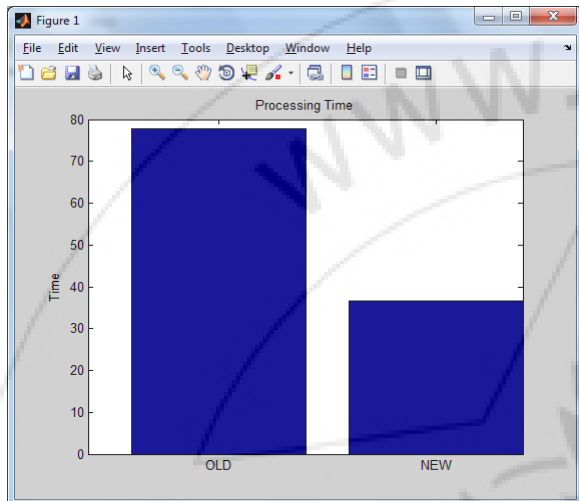 Figure 1
File Edit View Insert Tools Desktop Window Help
Processing Time
80
70
60
50
40
30
20
10
0
Time
OLD NEW
www.